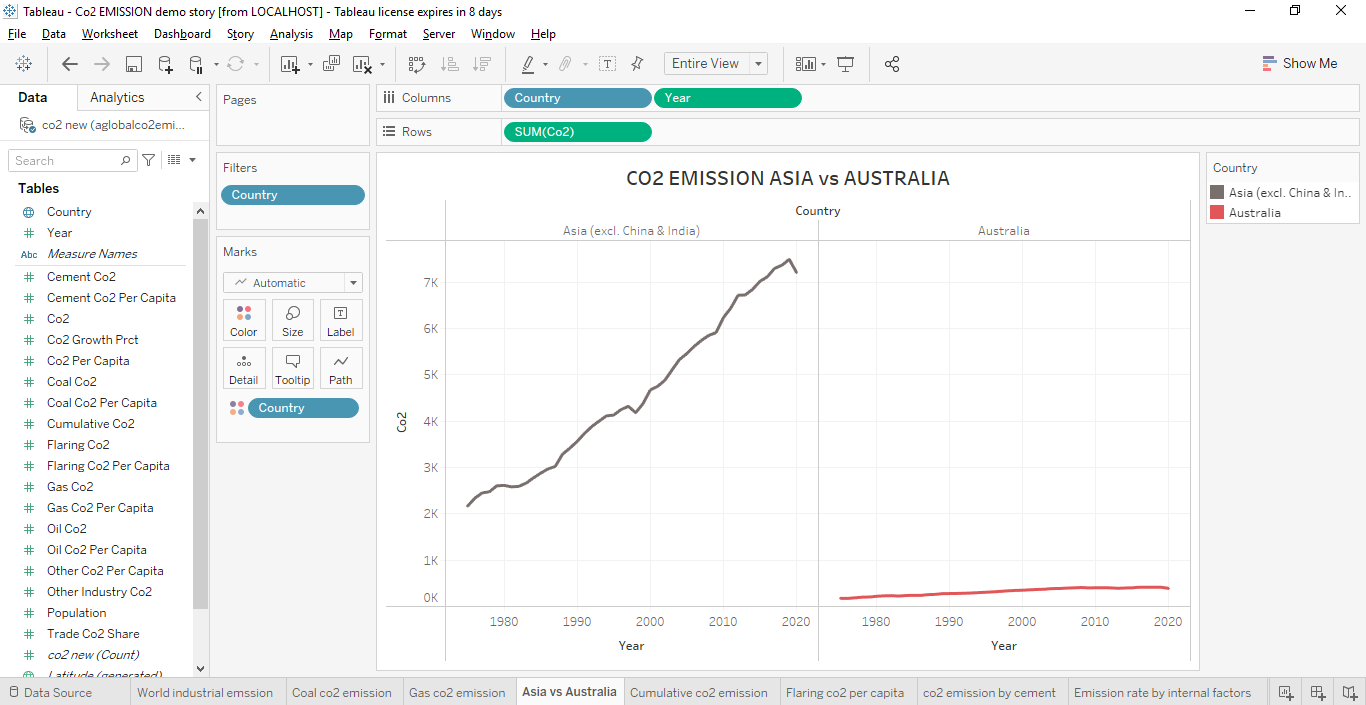 Tableau - Co2 EMISSION demo story [from LOCALHOST] - Tableau license expires in 8 days
File Data Worksheet Dashboard Story Analysis Map Format Server Window Help
Entire View
Show Me
Data Analytics
co2 new (aglobalco2emi...
Search
Tables
Country
Year
Abc Measure Names
Cement Co2
Cement Co2 Per Capita
Co2
Co2 Growth Prct
Co2 Per Capita
Coal Co2
Coal Co2 Per Capita
Cumulative Co2
Flaring Co2
Flaring Co2 Per Capita
Gas Co2
Gas Co2 Per Capita
Oil Co2
Oil Co2 Per Capita
Other Co2 Per Capita
Other Industry Co2
Population
Trade Co2 Share
co2 new (Count)
Latitude (generated)
Pages
Filters
Country
Marks
Automatic
Color Size Label
Detail Tooltip Path
Country
Columns Country Year
Rows SUM(Co2)
CO2 EMISSION ASIA vs AUSTRALIA
Country
Asia (excl. China & India) Australia
7K
6K
5K
4K
3K
2K
1K
0K
Co2
1980 1990 2000 2010 2020 1980 1990 2000 2010 2020
Year Year
Country
Asia (excl. China & In..
Australia
Data Source World industrial emssion Coal co2 emission Gas co2 emission Asia vs Australia Cumulative co2 emission Flaring co2 per capita co2 emission by cement Emission rate by internal factors